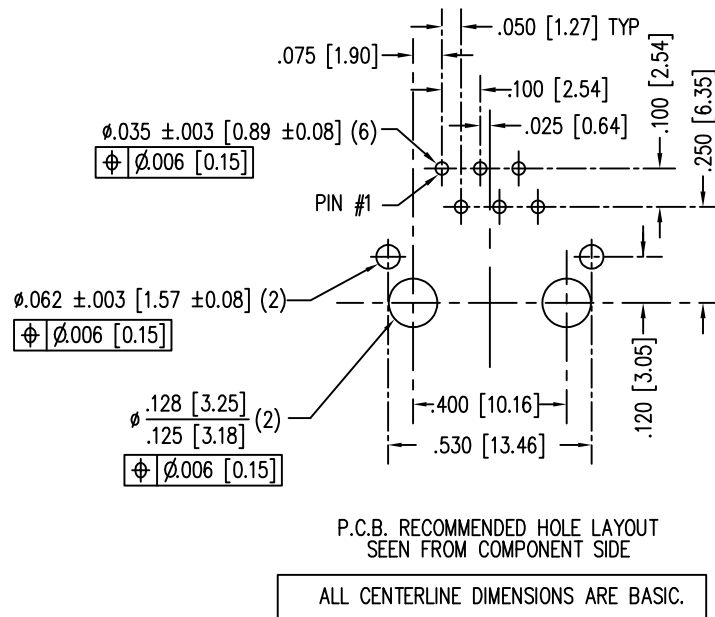 .050 [1.27] TYP
.075 [1.90]
.100 [2.54]
.100 [2.54]
.250 [6.35]
.025 [0.64]
ø.035 ±.003 [0.89 ±0.08] (6)
⌖ Ø.006 [0.15]
PIN #1
ø.062 ±.003 [1.57 ±0.08] (2)
⌖ Ø.006 [0.15]
.120 [3.05]
ø .128 [3.25]
.125 [3.18] (2)
⌖ Ø.006 [0.15]
.400 [10.16]
.530 [13.46]
P.C.B. RECOMMENDED HOLE LAYOUT
SEEN FROM COMPONENT SIDE
ALL CENTERLINE DIMENSIONS ARE BASIC.